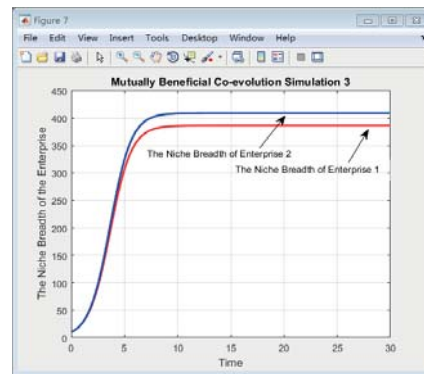 Figure 7
File Edit View Insert Tools Desktop Window Help
Mutually Beneficial Co-evolution Simulation 3
450
400
350
300
250
200
150
100
50
0
The Niche Breadth of the Enterprise
The Niche Breadth of Enterprise 2
The Niche Breadth of Enterprise 1
0 5 10 15 20 25 30
Time